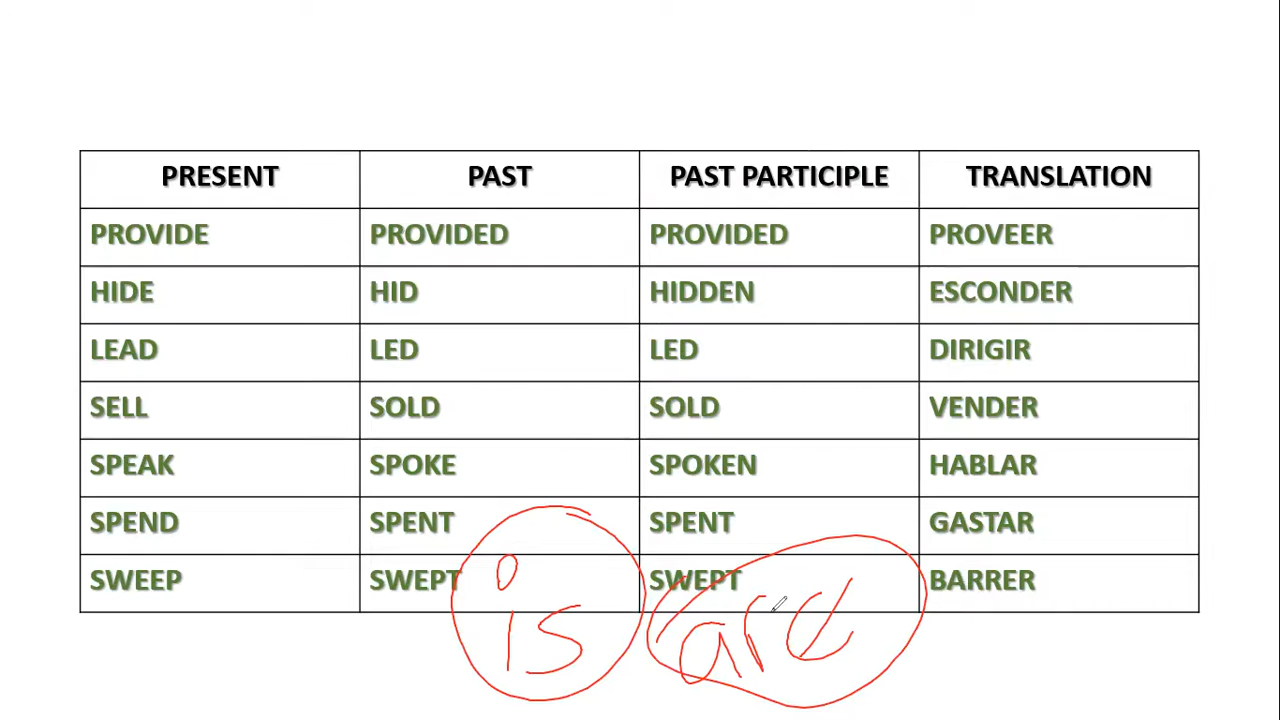 PRESENT PAST PAST PARTICIPLE TRANSLATION
PROVIDE PROVIDED PROVIDED PROVEER
HIDE HID HIDDEN ESCONDER
LEAD LED LED DIRIGIR
SELL SOLD SOLD VENDER
SPEAK SPOKE SPOKEN HABLAR
SPEND SPENT SPENT GASTAR
SWEEP SWEPT SWEPT BARRER
is are